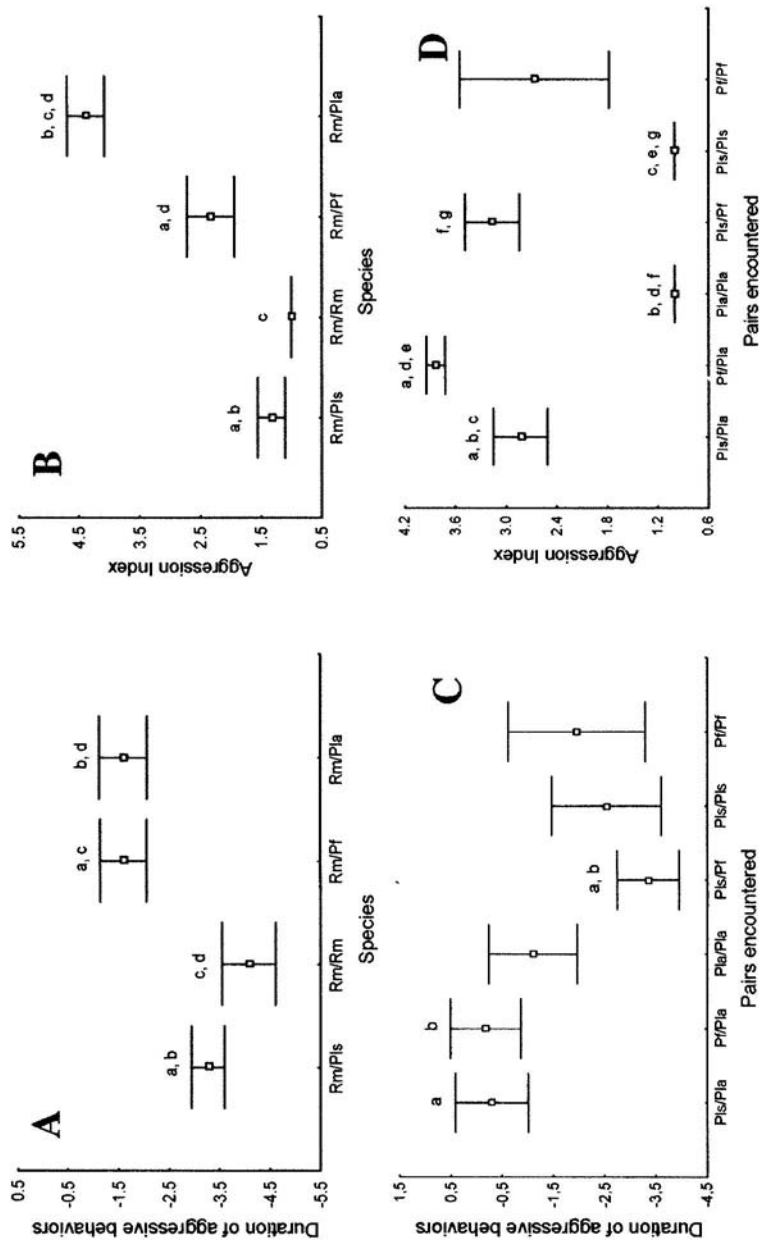 A
Duration of aggressive behaviors
0.5
-0.5
-1.5
-2.5
-3.5
-4.5
-5.5
a, b
c, d
a, c
b, d
Rm/Pls
Rm/Rm
Rm/Pf
Rm/Pla
Species
B
Aggression Index
5.5
4.5
3.5
2.5
1.5
0.5
a, b
c
a, d
b, c, d
Rm/Pls
Rm/Rm
Rm/Pf
Rm/Pla
Species
C
Duration of aggressive behaviors
1.5
0.5
-0.5
-1.5
-2.5
-3.5
-4.5
a
b
a, b
Pls/Pla
Pf/Pla
Pla/Pla
Pls/Pf
Pls/Pls
Pf/Pf
Pairs encountered
D
Aggression Index
4.2
3.6
3.0
2.4
1.8
1.2
0.6
a, b, c
a, d, e
b, d, f
f, g
c, e, g
Pls/Pla
Pf/Pla
Pla/Pla
Pls/Pf
Pls/Pls
Pf/Pf
Pairs encountered